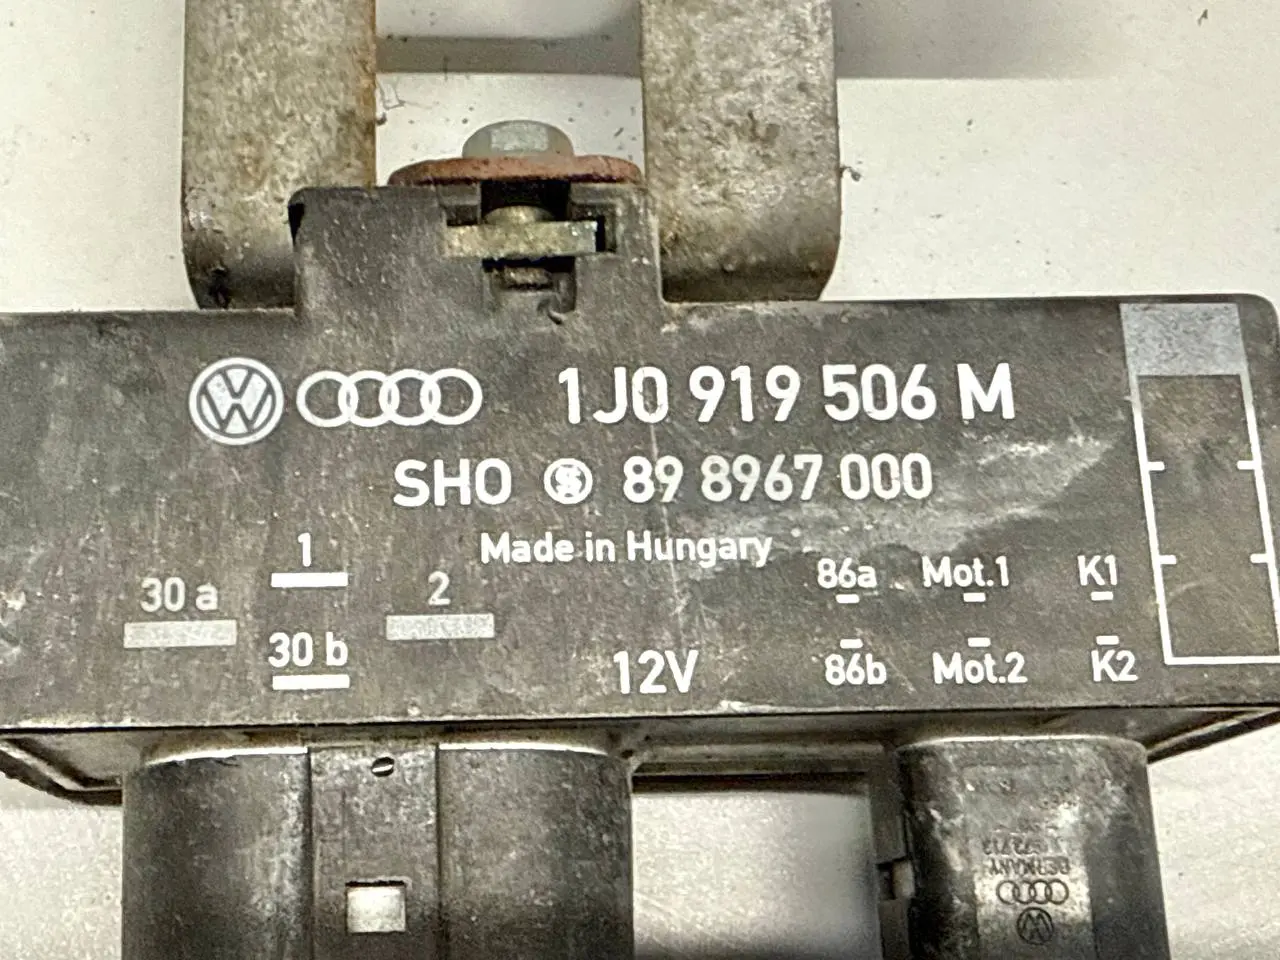 1J0 919 506 M
SHO 89 8967 000
Made in Hungary
30 a
1
30 b
2
12V
86a Mot.1 K1
86b Mot.2 K2
GERMANY